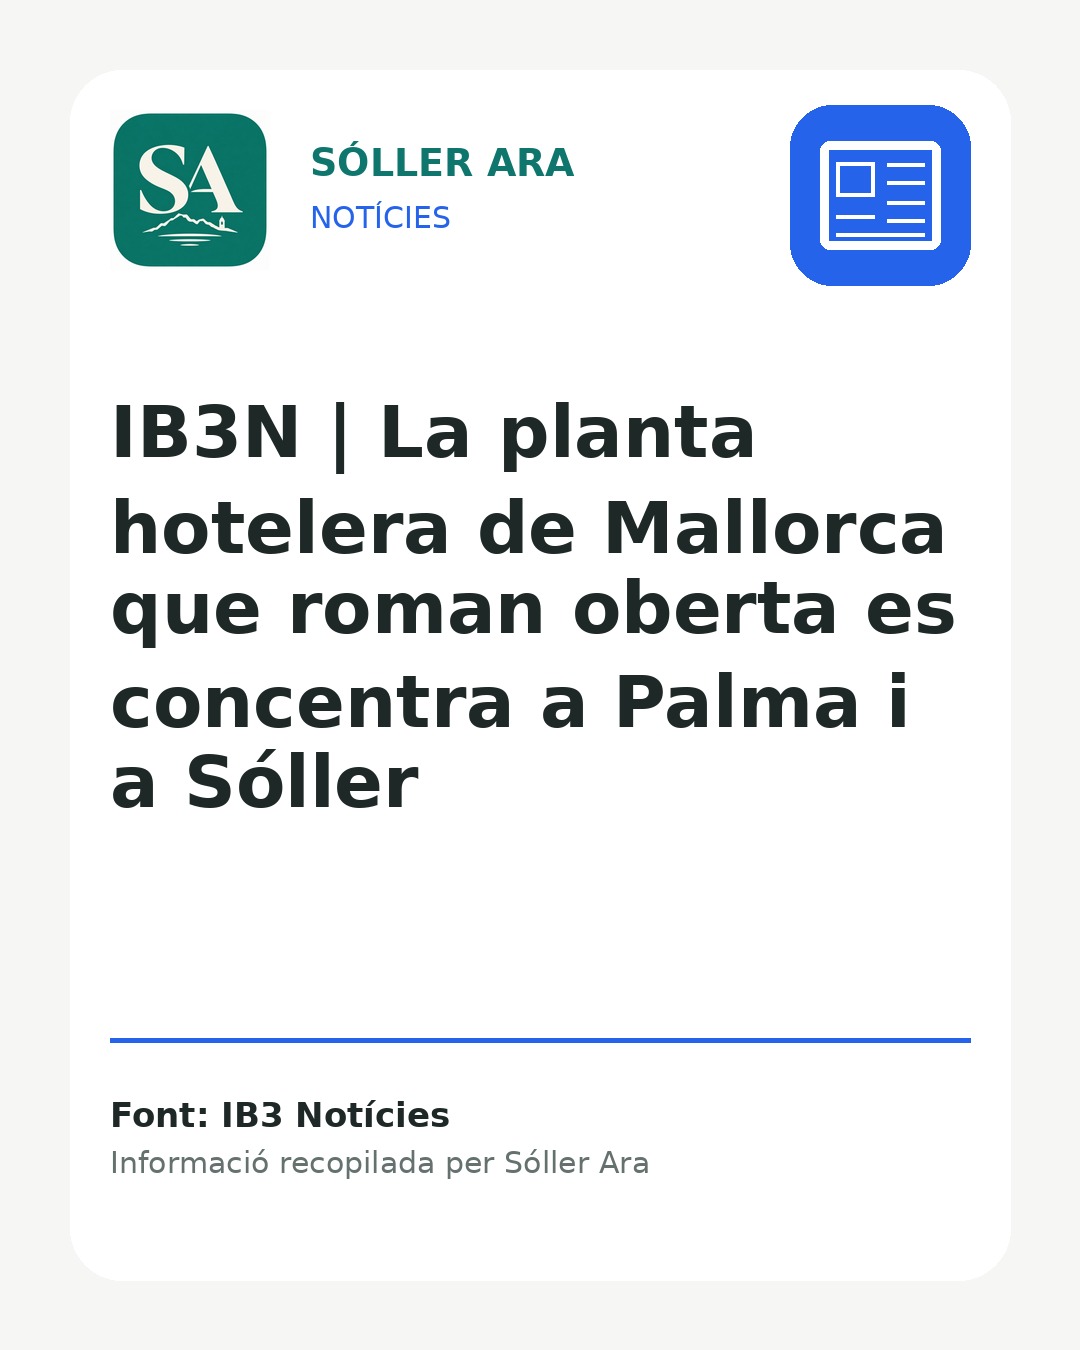 SA
SÓLLER ARA
NOTÍCIES
IB3N | La planta
hotelera de Mallorca
que roman oberta es
concentra a Palma i
a Sóller
Font: IB3 Notícies
Informació recopilada per Sóller Ara